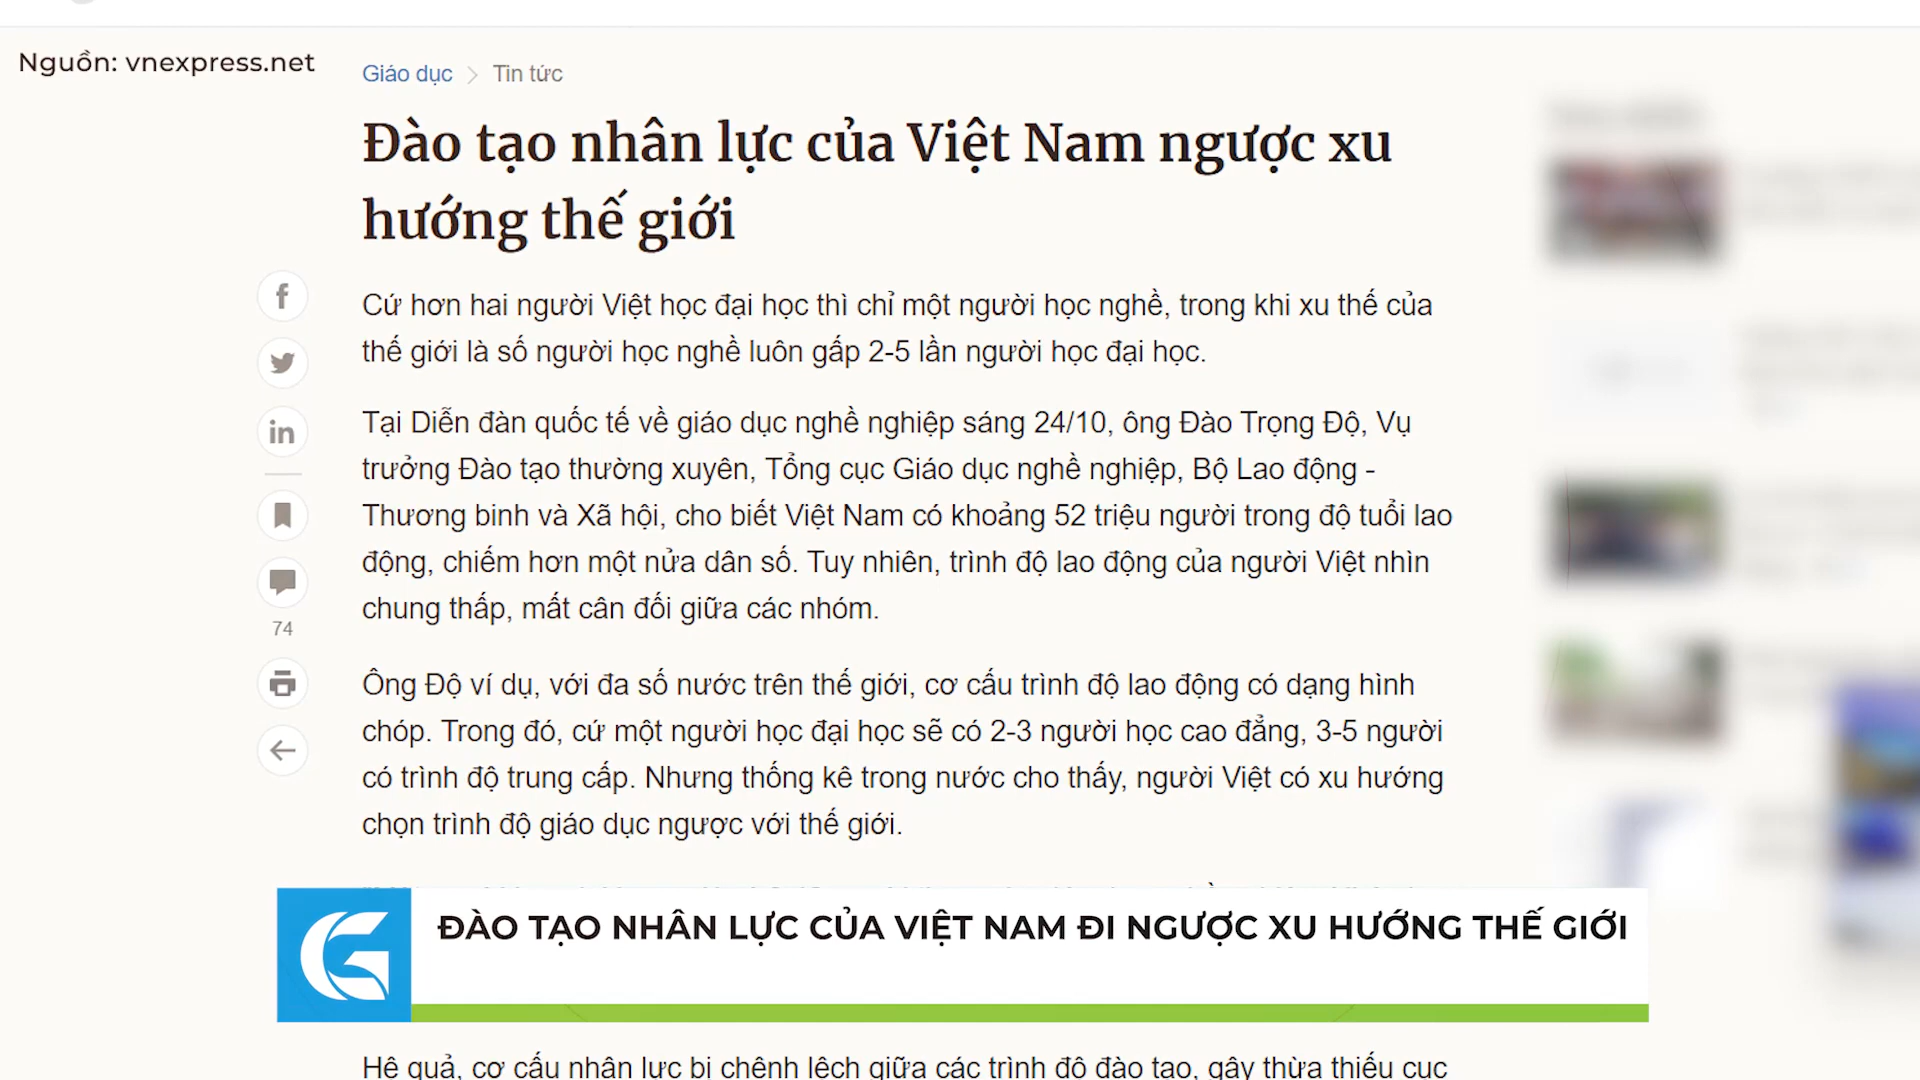 Nguồn: vnexpress.net
Giáo dục > Tin tức
Đào tạo nhân lực của Việt Nam ngược xu
hướng thế giới
Cứ hơn hai người Việt học đại học thì chỉ một người học nghề, trong khi xu thế của
thế giới là số người học nghề luôn gấp 2-5 lần người học đại học.
Tại Diễn đàn quốc tế về giáo dục nghề nghiệp sáng 24/10, ông Đào Trọng Độ, Vụ
trưởng Đào tạo thường xuyên, Tổng cục Giáo dục nghề nghiệp, Bộ Lao động -
Thương binh và Xã hội, cho biết Việt Nam có khoảng 52 triệu người trong độ tuổi lao
động, chiếm hơn một nửa dân số. Tuy nhiên, trình độ lao động của người Việt nhìn
chung thấp, mất cân đối giữa các nhóm.
74
Ông Độ ví dụ, với đa số nước trên thế giới, cơ cấu trình độ lao động có dạng hình
chóp. Trong đó, cứ một người học đại học sẽ có 2-3 người học cao đẳng, 3-5 người
có trình độ trung cấp. Nhưng thống kê trong nước cho thấy, người Việt có xu hướng
chọn trình độ giáo dục ngược với thế giới.
ĐÀO TẠO NHÂN LỰC CỦA VIỆT NAM ĐI NGƯỢC XU HƯỚNG THẾ GIỚI
Hệ quả, cơ cấu nhân lực bị chênh lệch giữa các trình độ đào tạo, gây thừa thiếu cục